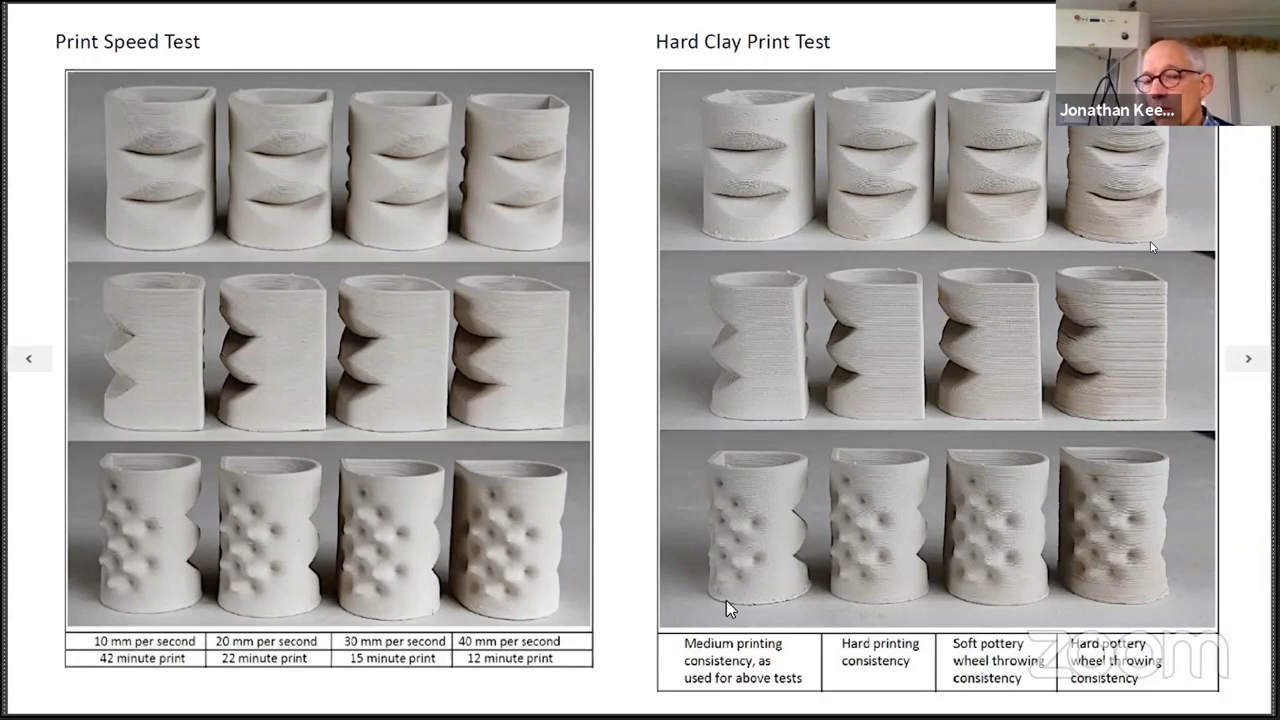 Print Speed Test
Hard Clay Print Test
Jonathan Kee...
10 mm per second
20 mm per second
30 mm per second
40 mm per second
42 minute print
22 minute print
15 minute print
12 minute print
Medium printing
consistency, as
used for above tests
Hard printing
consistency
Soft pottery
wheel throwing
consistency
Hard pottery
wheel throwing
consistency
zoom